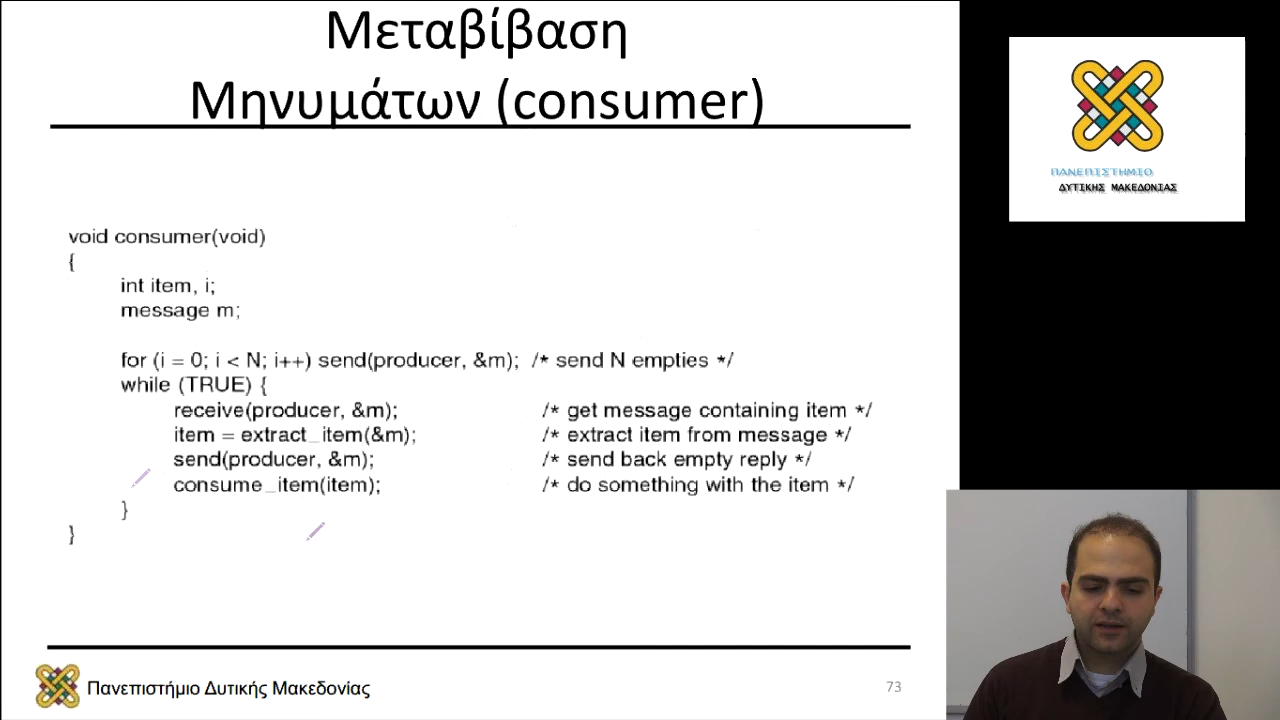 Μεταβίβαση
Μηνυμάτων (consumer)
void consumer(void)
{
int item, i;
message m;
for (i = 0; i < N; i++) send(producer, &m); /* send N empties */
while (TRUE) {
receive(producer, &m); /* get message containing item */
item = extract_item(&m); /* extract item from message */
send(producer, &m); /* send back empty reply */
consume_item(item); /* do something with the item */
}
}
Πανεπιστήμιο Δυτικής Μακεδονίας
73
ΠΑΝΕΠΙΣΤΗΜΙΟ
ΔΥΤΙΚΗΣ ΜΑΚΕΔΟΝΙΑΣ